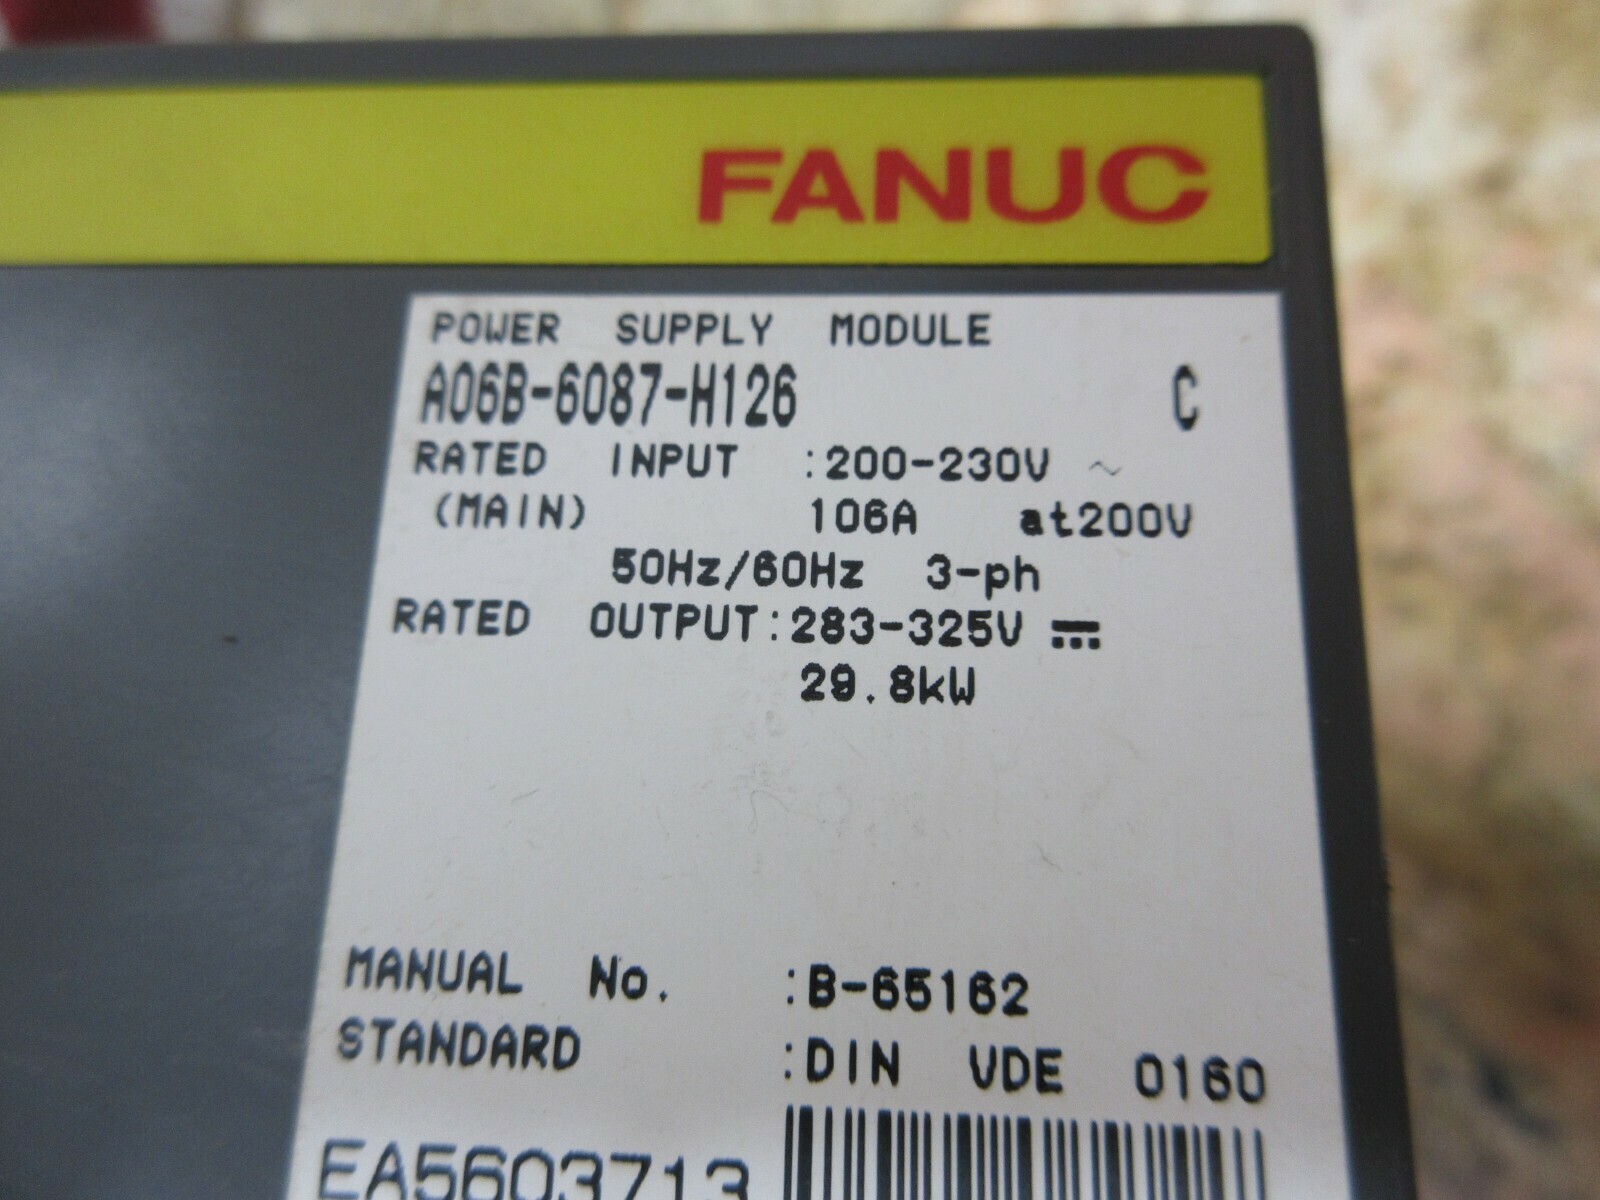 FANUC
POWER SUPPLY MODULE
A06B-6087-H126 C
RATED INPUT :200-230V ~
(MAIN) 106A at200V
50Hz/60Hz 3-ph
RATED OUTPUT:283-325V ⎓
29.8kW
MANUAL No. :B-65162
STANDARD :DIN VDE 0160
EA5603713